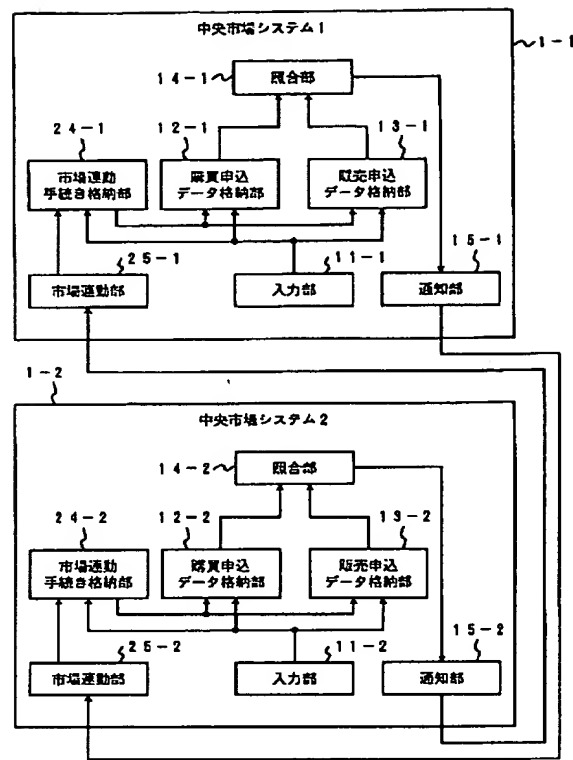 中央市場システム1
1-1
14-1
照合部
24-1
12-1
13-1
市場連動
手続き格納部
購買申込
データ格納部
販売申込
データ格納部
25-1
11-1
15-1
市場連動部
入力部
通知部
1-2
中央市場システム2
14-2
照合部
24-2
12-2
13-2
市場連動
手続き格納部
購買申込
データ格納部
販売申込
データ格納部
25-2
11-2
15-2
市場連動部
入力部
通知部